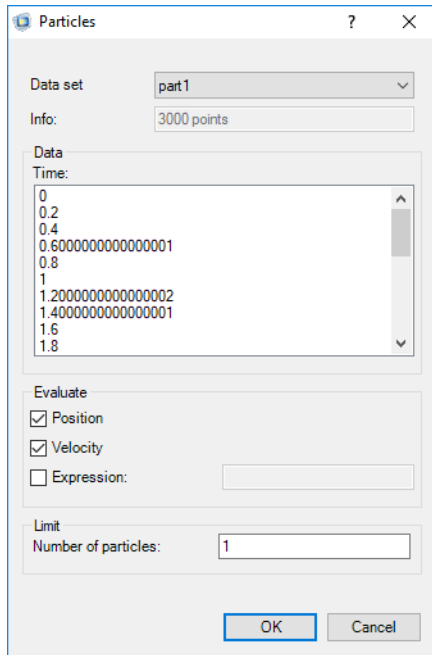 Particles ?
Data set part1
Info: 3000 points
Data
Time:
0
0.2
0.4
0.6000000000000001
0.8
1
1.2000000000000002
1.4000000000000001
1.6
1.8
Evaluate
Position
Velocity
Expression:
Limit
Number of particles: 1
OK Cancel